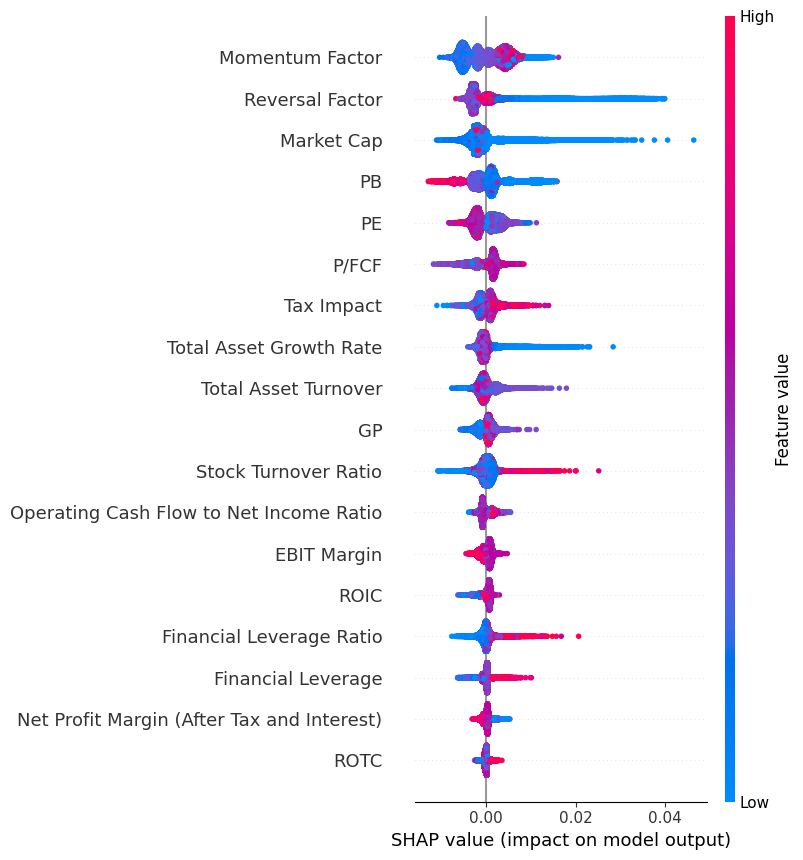 High
Momentum Factor
Reversal Factor
Market Cap
PB
PE
P/FCF
Tax Impact
Total Asset Growth Rate
Total Asset Turnover
GP
Stock Turnover Ratio
Operating Cash Flow to Net Income Ratio
EBIT Margin
ROIC
Financial Leverage Ratio
Financial Leverage
Net Profit Margin (After Tax and Interest)
ROTC
Feature value
Low
0.00 0.02 0.04
SHAP value (impact on model output)